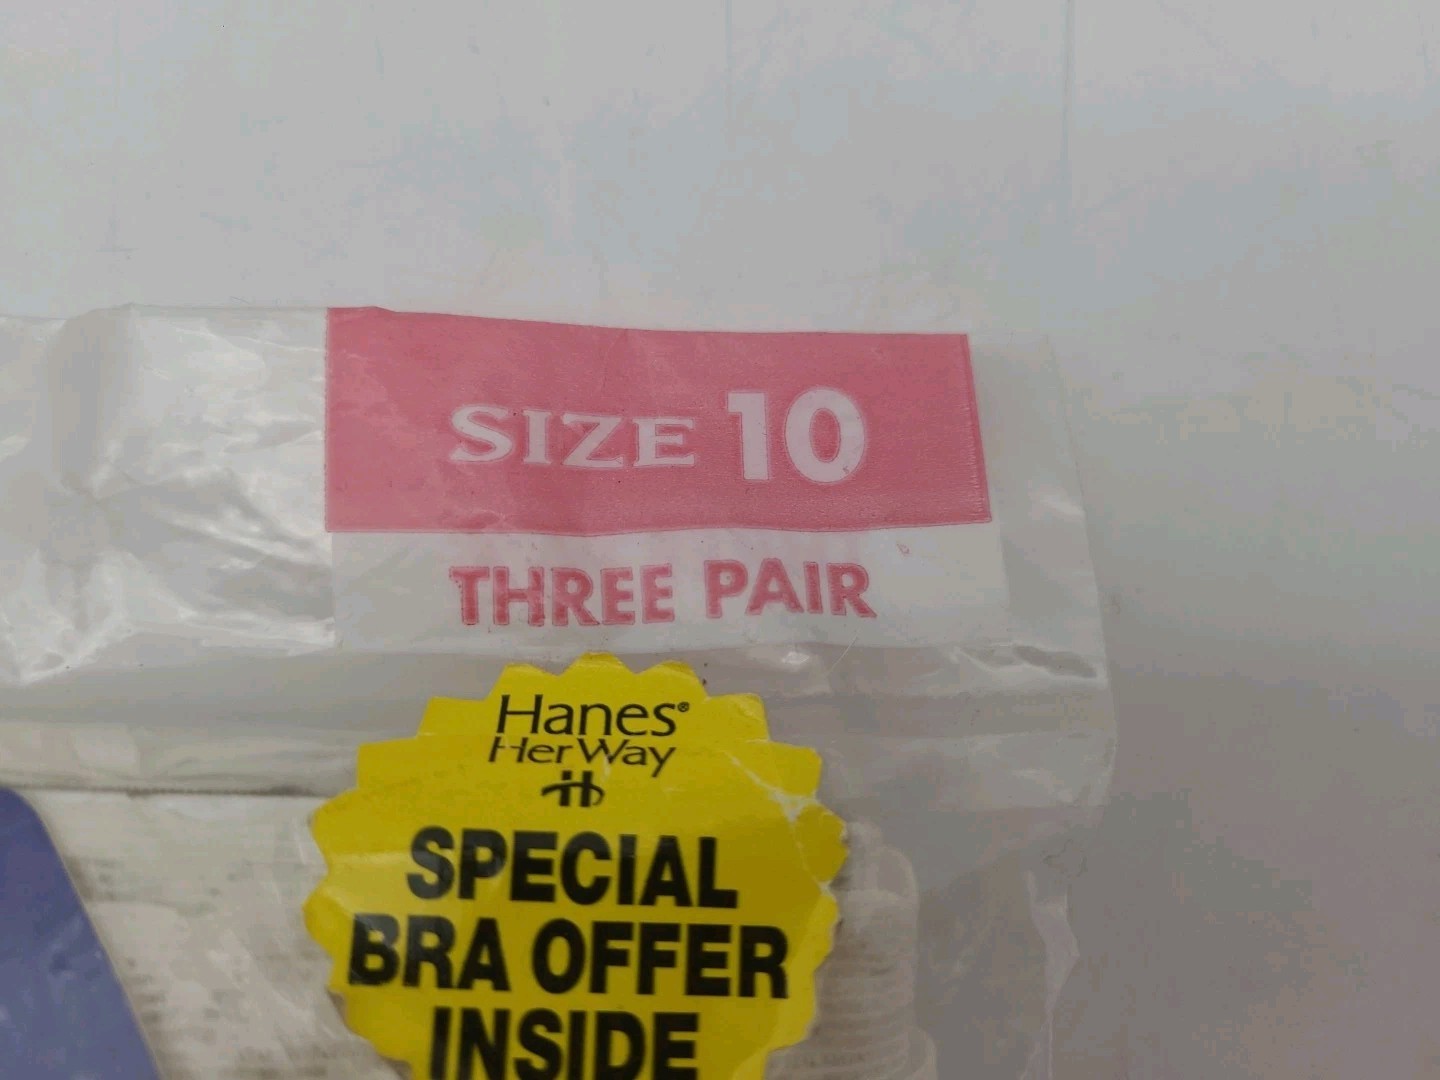 SIZE 10
THREE PAIR
Hanes®
HerWay
SPECIAL
BRA OFFER
INSIDE